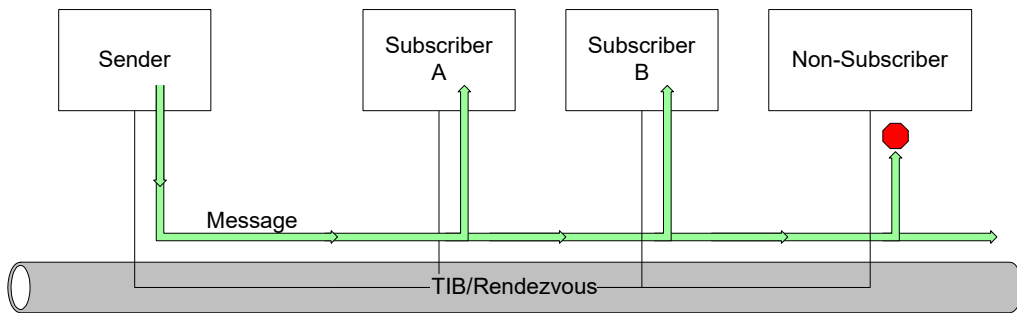 Sender
Subscriber
A
Subscriber
B
Non-Subscriber
Message
TIB/Rendezvous